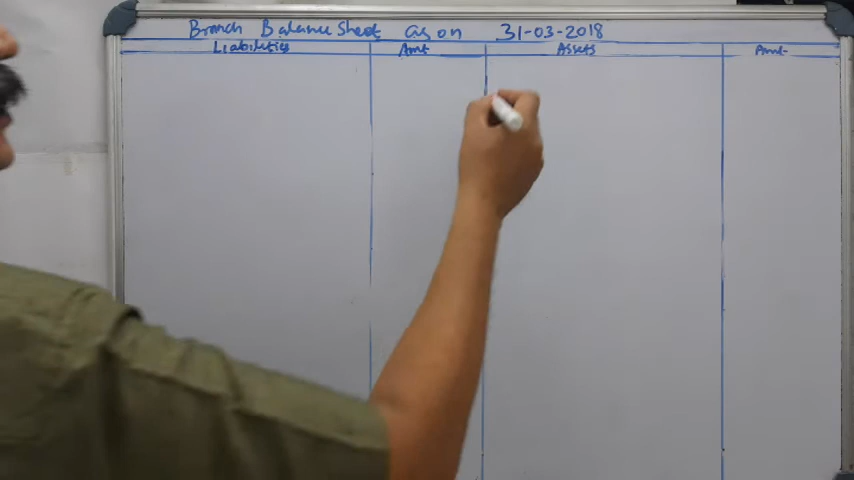 Branch Balance Sheet as on 31-03-2018
Liabilities Amt Assets Amt